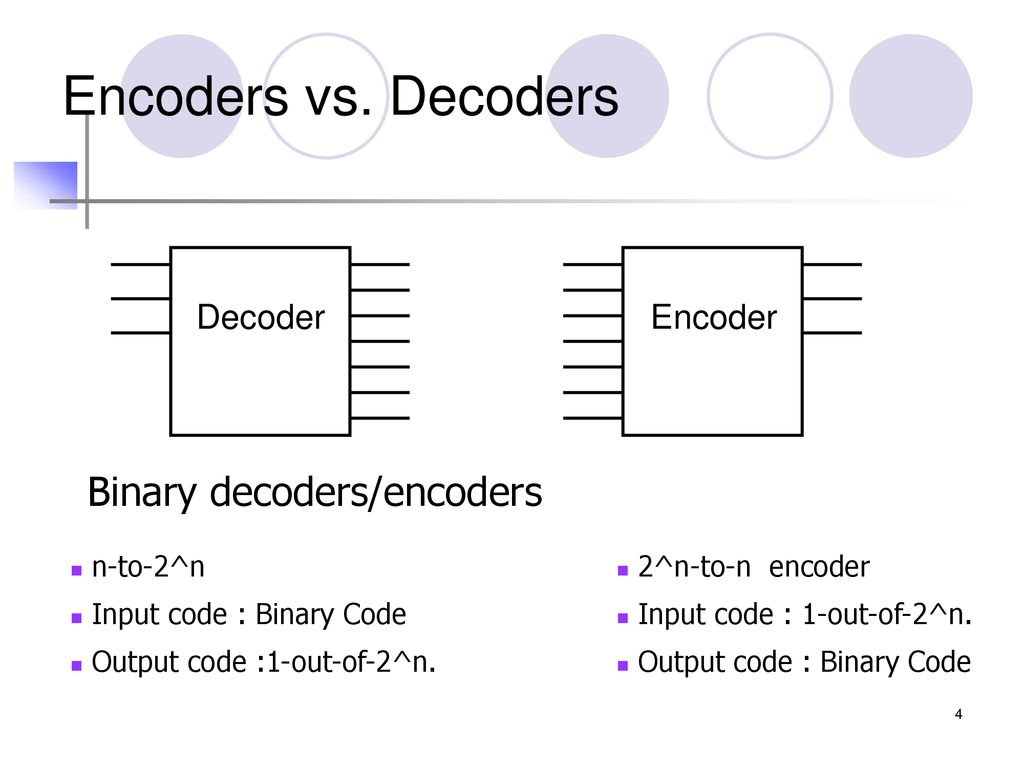 Encoders vs. Decoders
Decoder
Encoder
Binary decoders/encoders
n-to-2^n
Input code : Binary Code
Output code :1-out-of-2^n.
2^n-to-n encoder
Input code : 1-out-of-2^n.
Output code : Binary Code
4